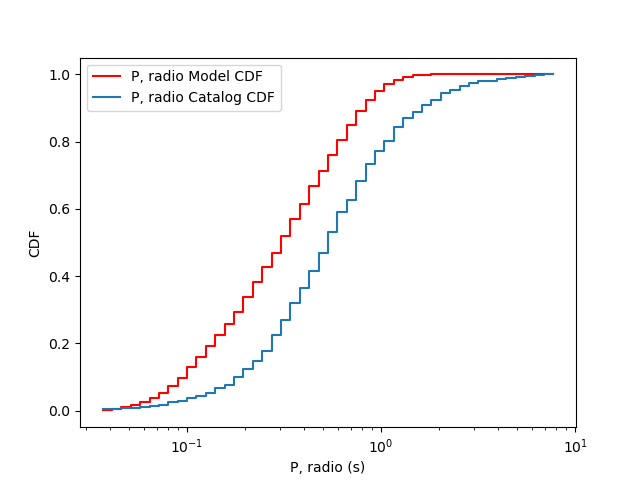 P, radio Model CDF
P, radio Catalog CDF
1.0
0.8
0.6
0.4
0.2
0.0
CDF
10⁻¹
10⁰
10¹
P, radio (s)